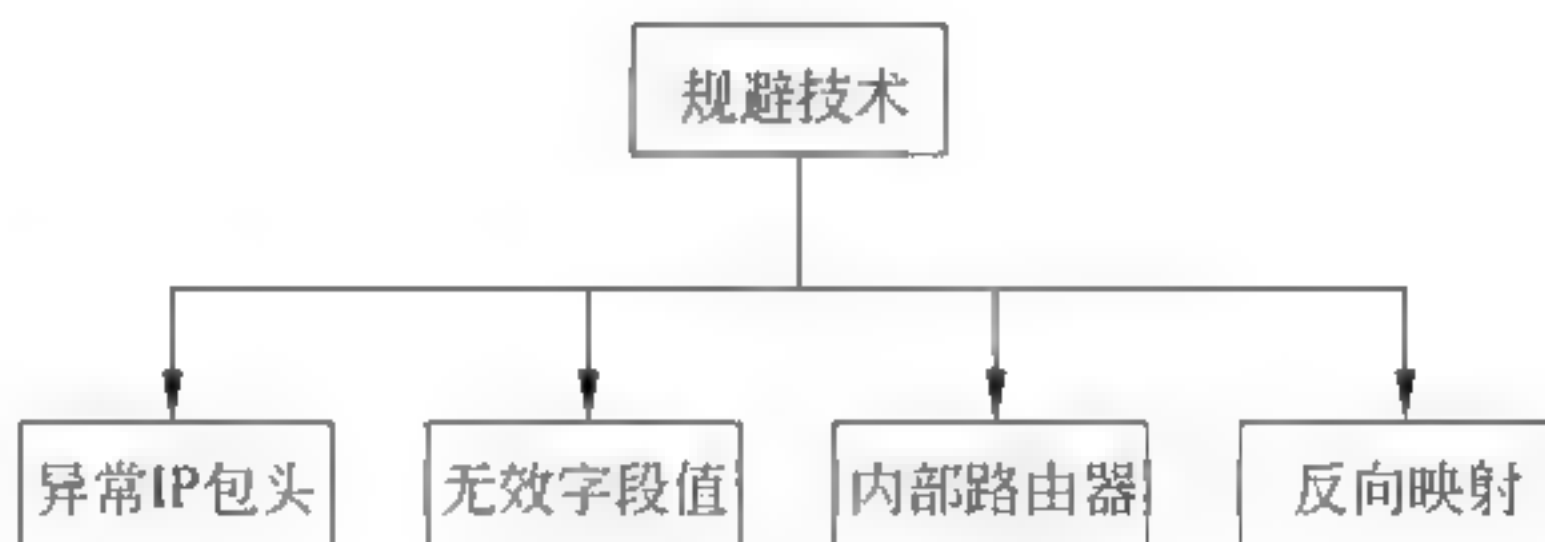 规避技术
异常IP包头
无效字段值
内部路由器
反向映射